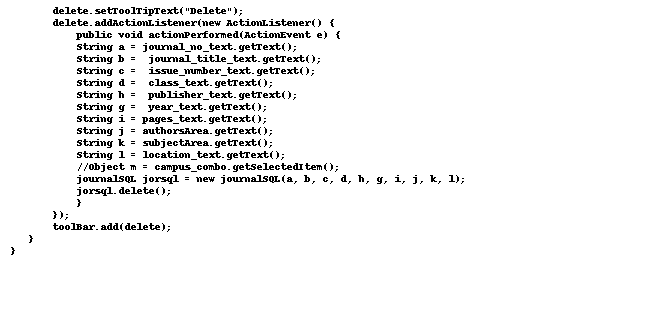 delete.setToolTipText("Delete");
delete.addActionListener(new ActionListener() {
public void actionPerformed(ActionEvent e) {
String a = journal_no_text.getText();
String b =  journal_title_text.getText();
String c =  issue_number_text.getText();
String d =  class_text.getText();
String h =  publisher_text.getText();
String g =  year_text.getText();
String i = pages_text.getText();
String j = authorsArea.getText();
String k = subjectArea.getText();
String l = location_text.getText();
//Object m = campus_combo.getSelectedItem();
journalSQL jorsql = new journalSQL(a, b, c, d, h, g, i, j, k, l);
jorsql.delete();
}
});
toolBar.add(delete);
}
}